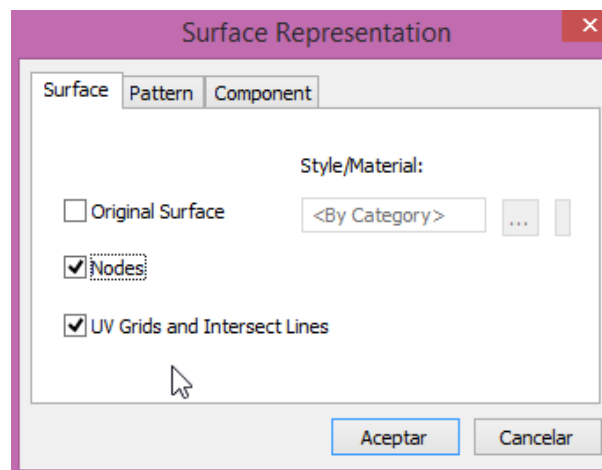 Surface Representation
Surface Pattern Component
Style/Material:
Original Surface <By Category> ...
Nodes
UV Grids and Intersect Lines
Aceptar Cancelar